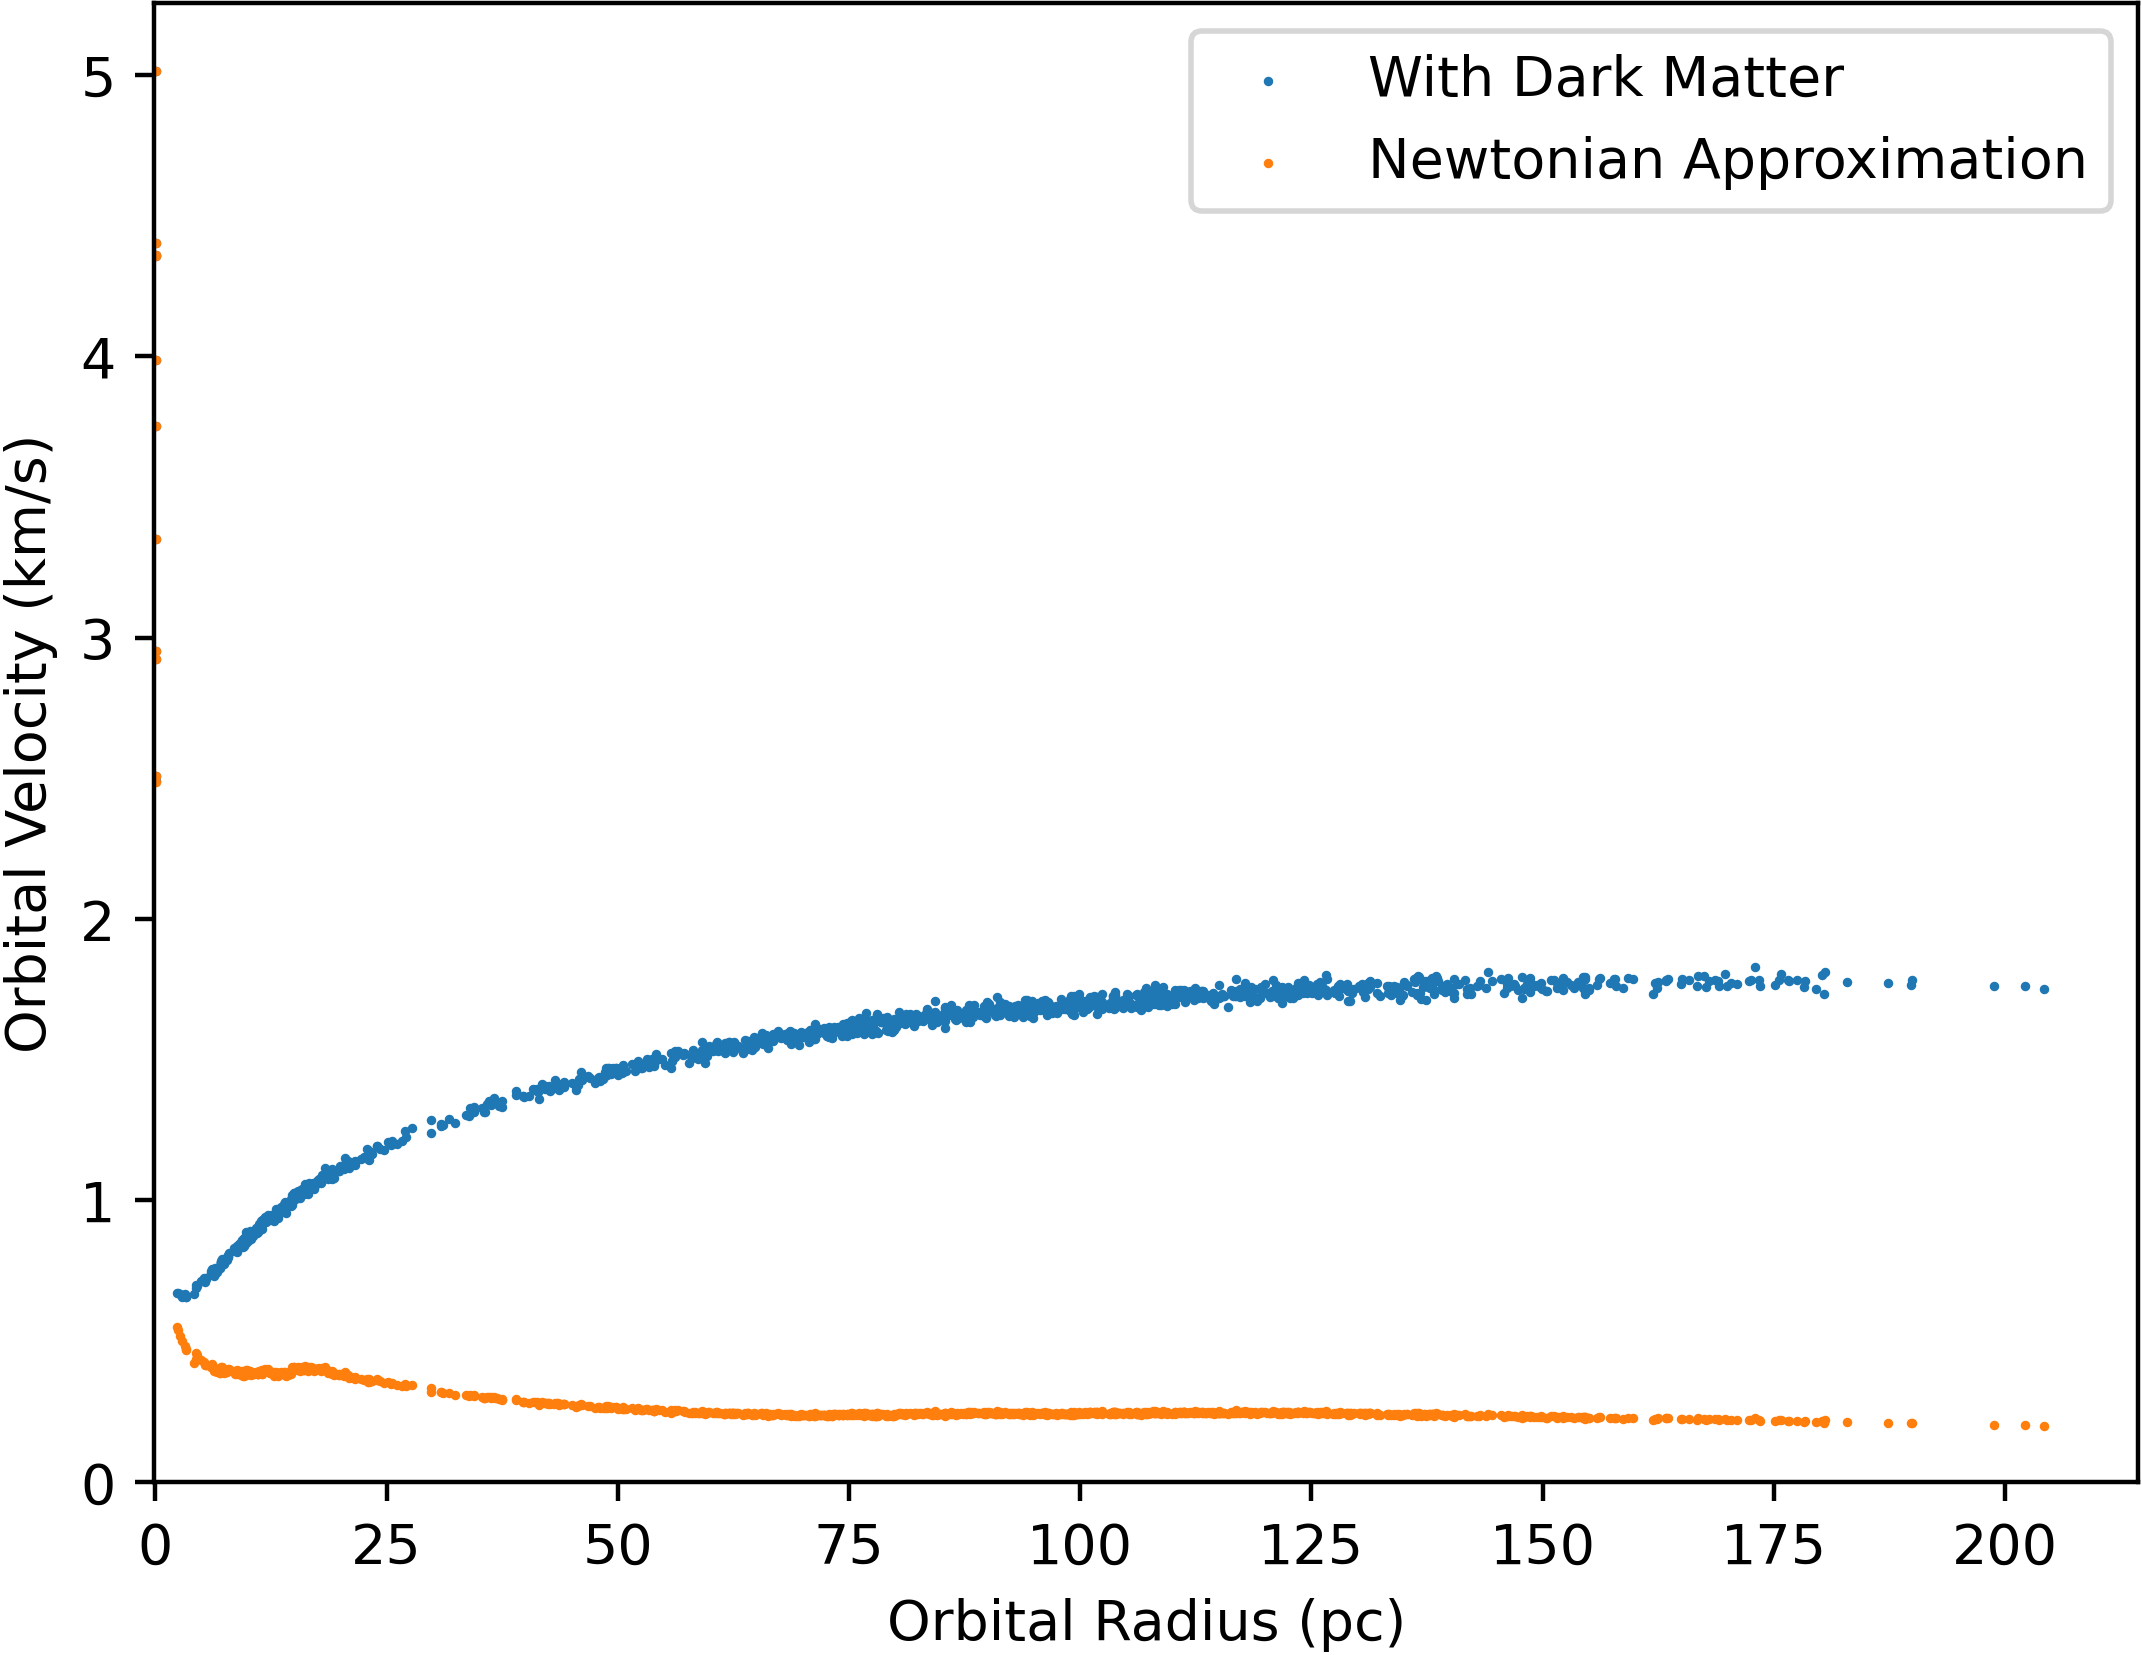 With Dark Matter
Newtonian Approximation
Orbital Velocity (km/s)
5
4
3
2
1
0
0 25 50 75 100 125 150 175 200
Orbital Radius (pc)